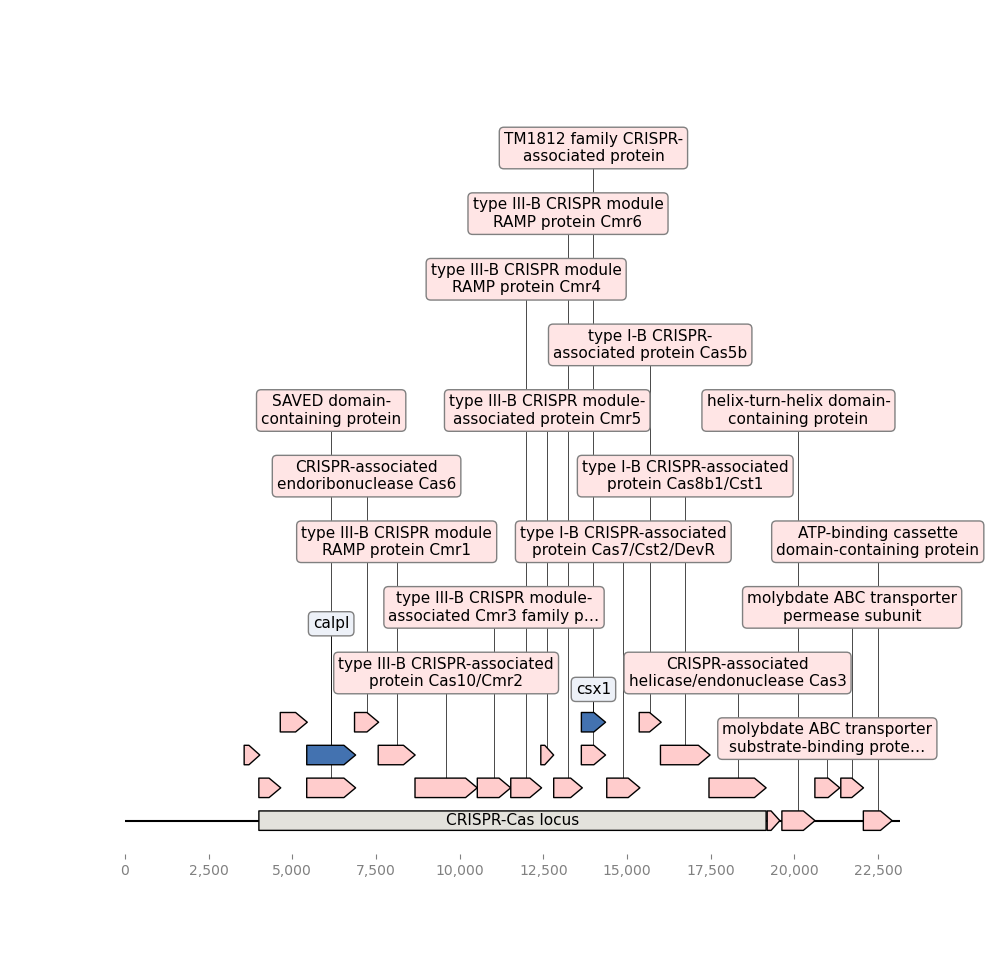 TM1812 family CRISPR-
associated protein
type III-B CRISPR module
RAMP protein Cmr6
type III-B CRISPR module
RAMP protein Cmr4
type I-B CRISPR-
associated protein Cas5b
SAVED domain-
containing protein
type III-B CRISPR module-
associated protein Cmr5
helix-turn-helix domain-
containing protein
CRISPR-associated
endoribonuclease Cas6
type I-B CRISPR-associated
protein Cas8b1/Cst1
type III-B CRISPR module
RAMP protein Cmr1
type I-B CRISPR-associated
protein Cas7/Cst2/DevR
ATP-binding cassette
domain-containing protein
type III-B CRISPR module-
associated Cmr3 family p…
molybdate ABC transporter
permease subunit
calpl
type III-B CRISPR-associated
protein Cas10/Cmr2
CRISPR-associated
helicase/endonuclease Cas3
csx1
molybdate ABC transporter
substrate-binding prote…
CRISPR-Cas locus
0 2,500 5,000 7,500 10,000 12,500 15,000 17,500 20,000 22,500